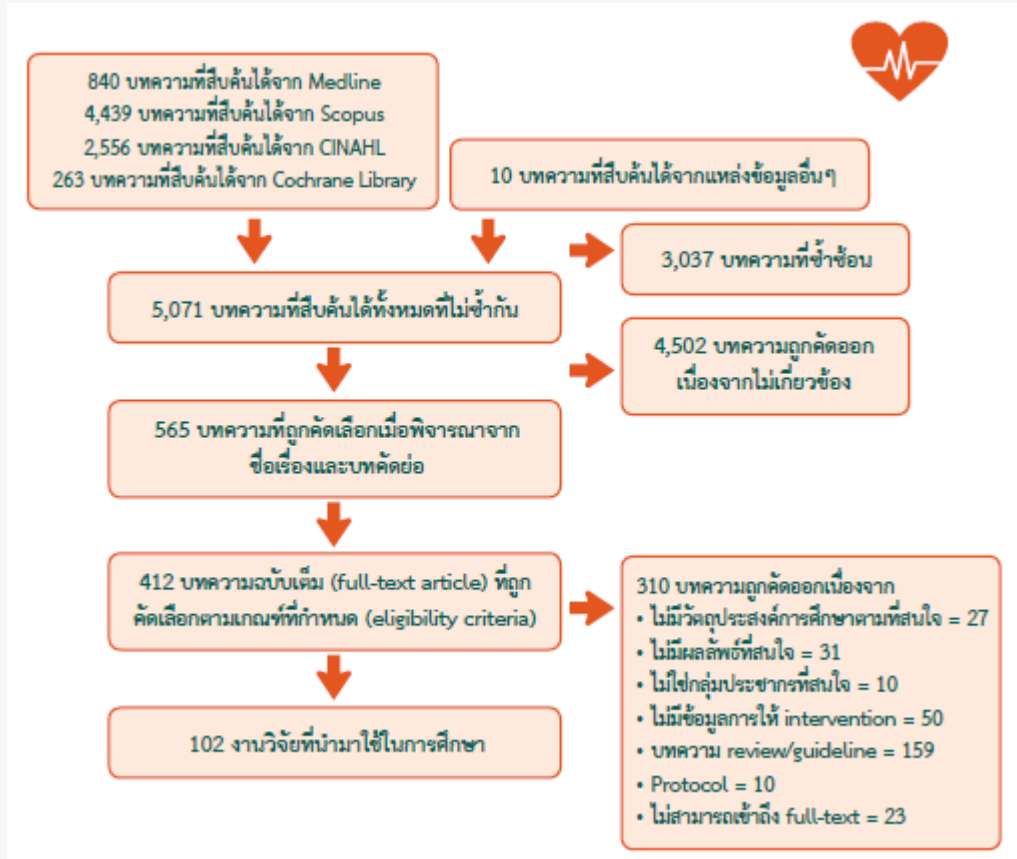 840 บทความที่สืบค้นได้จาก Medline
4,439 บทความที่สืบค้นได้จาก Scopus
2,556 บทความที่สืบค้นได้จาก CINAHL
263 บทความที่สืบค้นได้จาก Cochrane Library
10 บทความที่สืบค้นได้จากแหล่งข้อมูลอื่นๆ
3,037 บทความที่ซ้ำซ้อน
5,071 บทความที่สืบค้นได้ทั้งหมดที่ไม่ซ้ำกัน
4,502 บทความถูกคัดออก
เนื่องจากไม่เกี่ยวข้อง
565 บทความที่ถูกคัดเลือกเมื่อพิจารณาจาก
ชื่อเรื่องและบทคัดย่อ
412 บทความฉบับเต็ม (full-text article) ที่ถูก
คัดเลือกตามเกณฑ์ที่กำหนด (eligibility criteria)
310 บทความถูกคัดออกเนื่องจาก
• ไม่มีวัตถุประสงค์การศึกษาตามที่สนใจ = 27
• ไม่มีผลลัพธ์ที่สนใจ = 31
• ไม่ใช่กลุ่มประชากรที่สนใจ = 10
• ไม่มีข้อมูลการให้ intervention = 50
• บทความ review/guideline = 159
• Protocol = 10
• ไม่สามารถเข้าถึง full-text = 23
102 งานวิจัยที่นำมาใช้ในการศึกษา